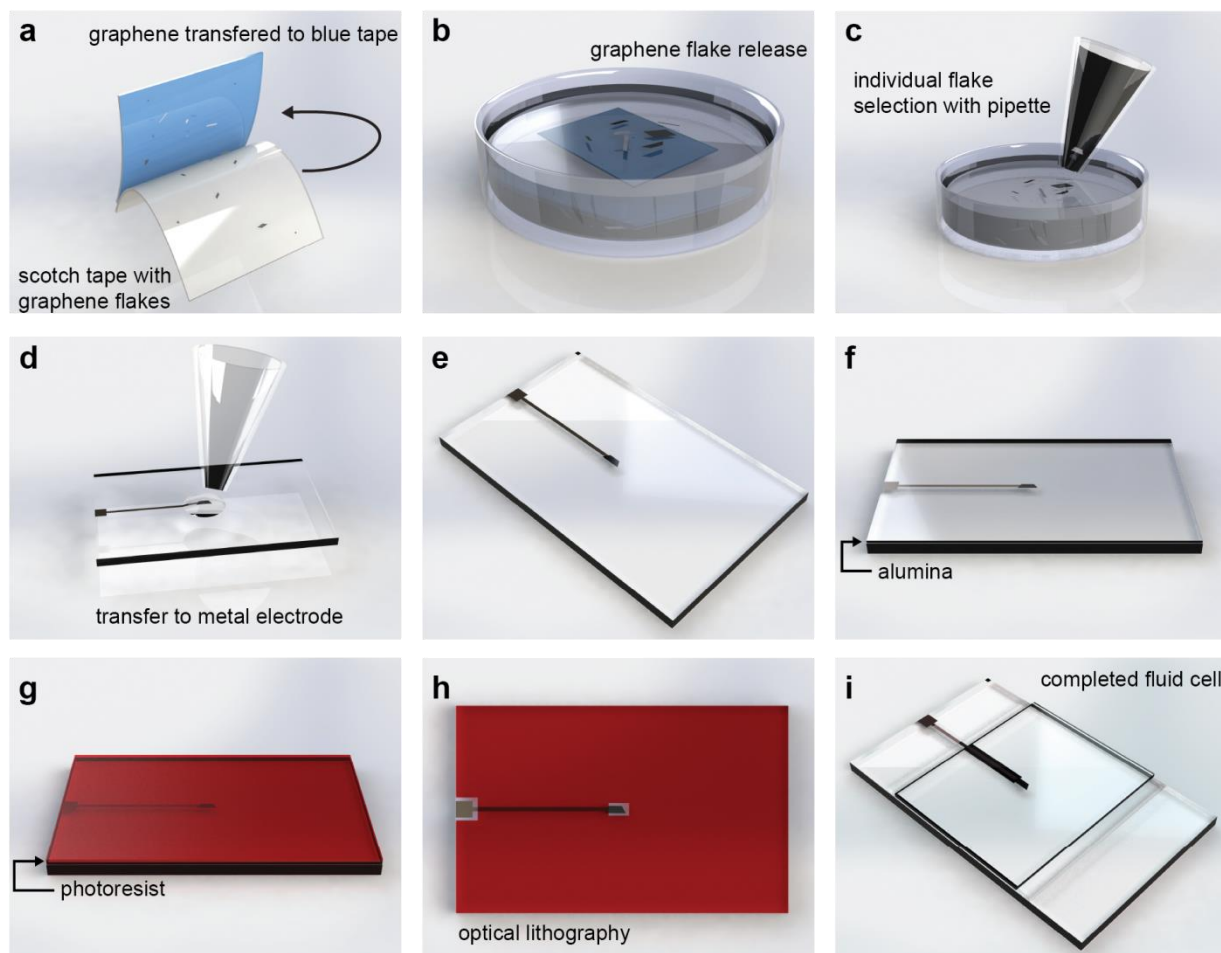 a
graphene transfered to blue tape
scotch tape with
graphene flakes
b
graphene flake release
c
individual flake
selection with pipette
d
transfer to metal electrode
e
f
alumina
g
photoresist
h
optical lithography
i
completed fluid cell